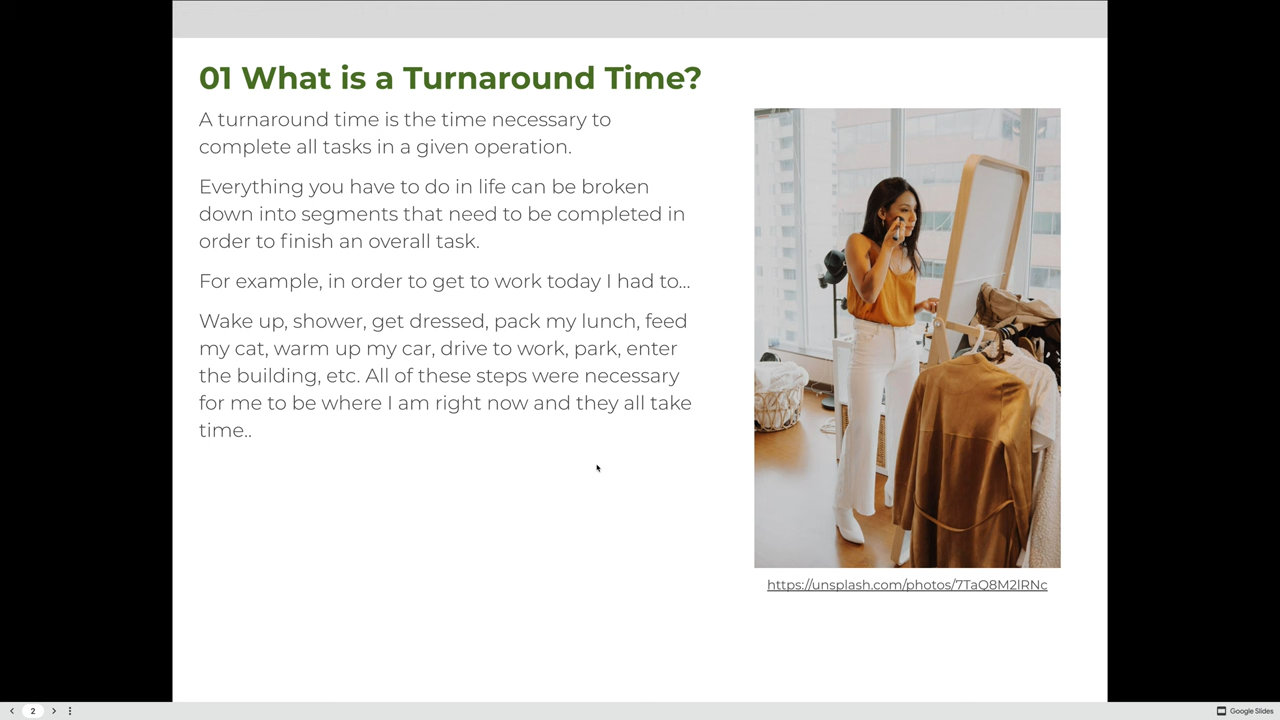 01 What is a Turnaround Time?
A turnaround time is the time necessary to
complete all tasks in a given operation.
Everything you have to do in life can be broken
down into segments that need to be completed in
order to finish an overall task.
For example, in order to get to work today I had to...
Wake up, shower, get dressed, pack my lunch, feed
my cat, warm up my car, drive to work, park, enter
the building, etc. All of these steps were necessary
for me to be where I am right now and they all take
time..
https://unsplash.com/photos/7TaQ8M2lRNc
2
Google Slides